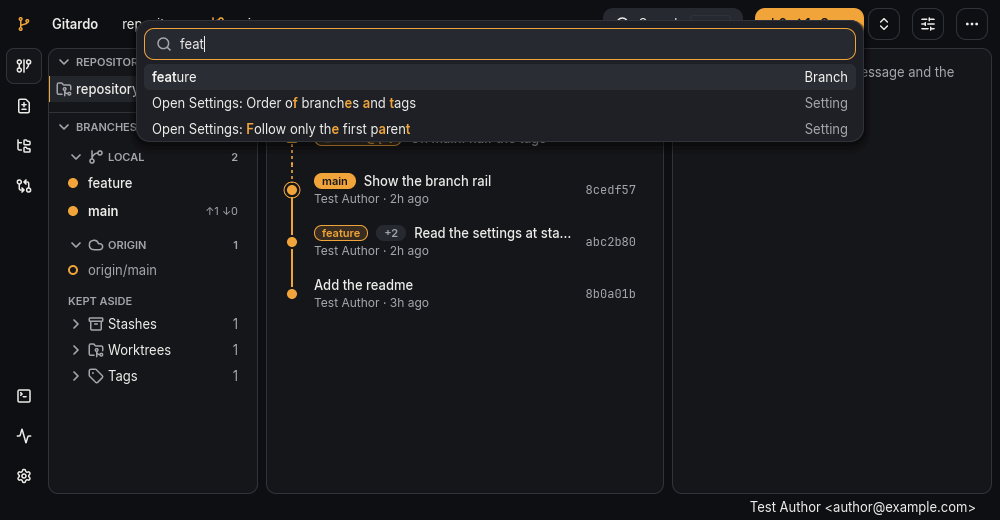 Gitardo
feat
feature Branch
Open Settings: Order of branches and tags Setting
Open Settings: Follow only the first parent Setting
REPOSITOR
repository
essage and the
BRANCHES
LOCAL 2
feature
main ↑1 ↓0
ORIGIN 1
origin/main
KEPT ASIDE
Stashes 1
Worktrees 1
Tags 1
main Show the branch rail
Test Author · 2h ago 8cedf57
feature +2 Read the settings at sta...
Test Author · 2h ago abc2b80
Add the readme
Test Author · 3h ago 8b0a01b
Test Author <author@example.com>